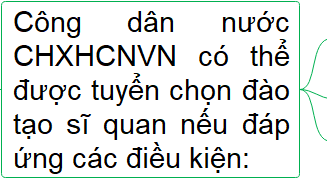 Công dân nước
CHXHCNVN có thể
được tuyển chọn đào
tạo sĩ quan nếu đáp
ứng các điều kiện: